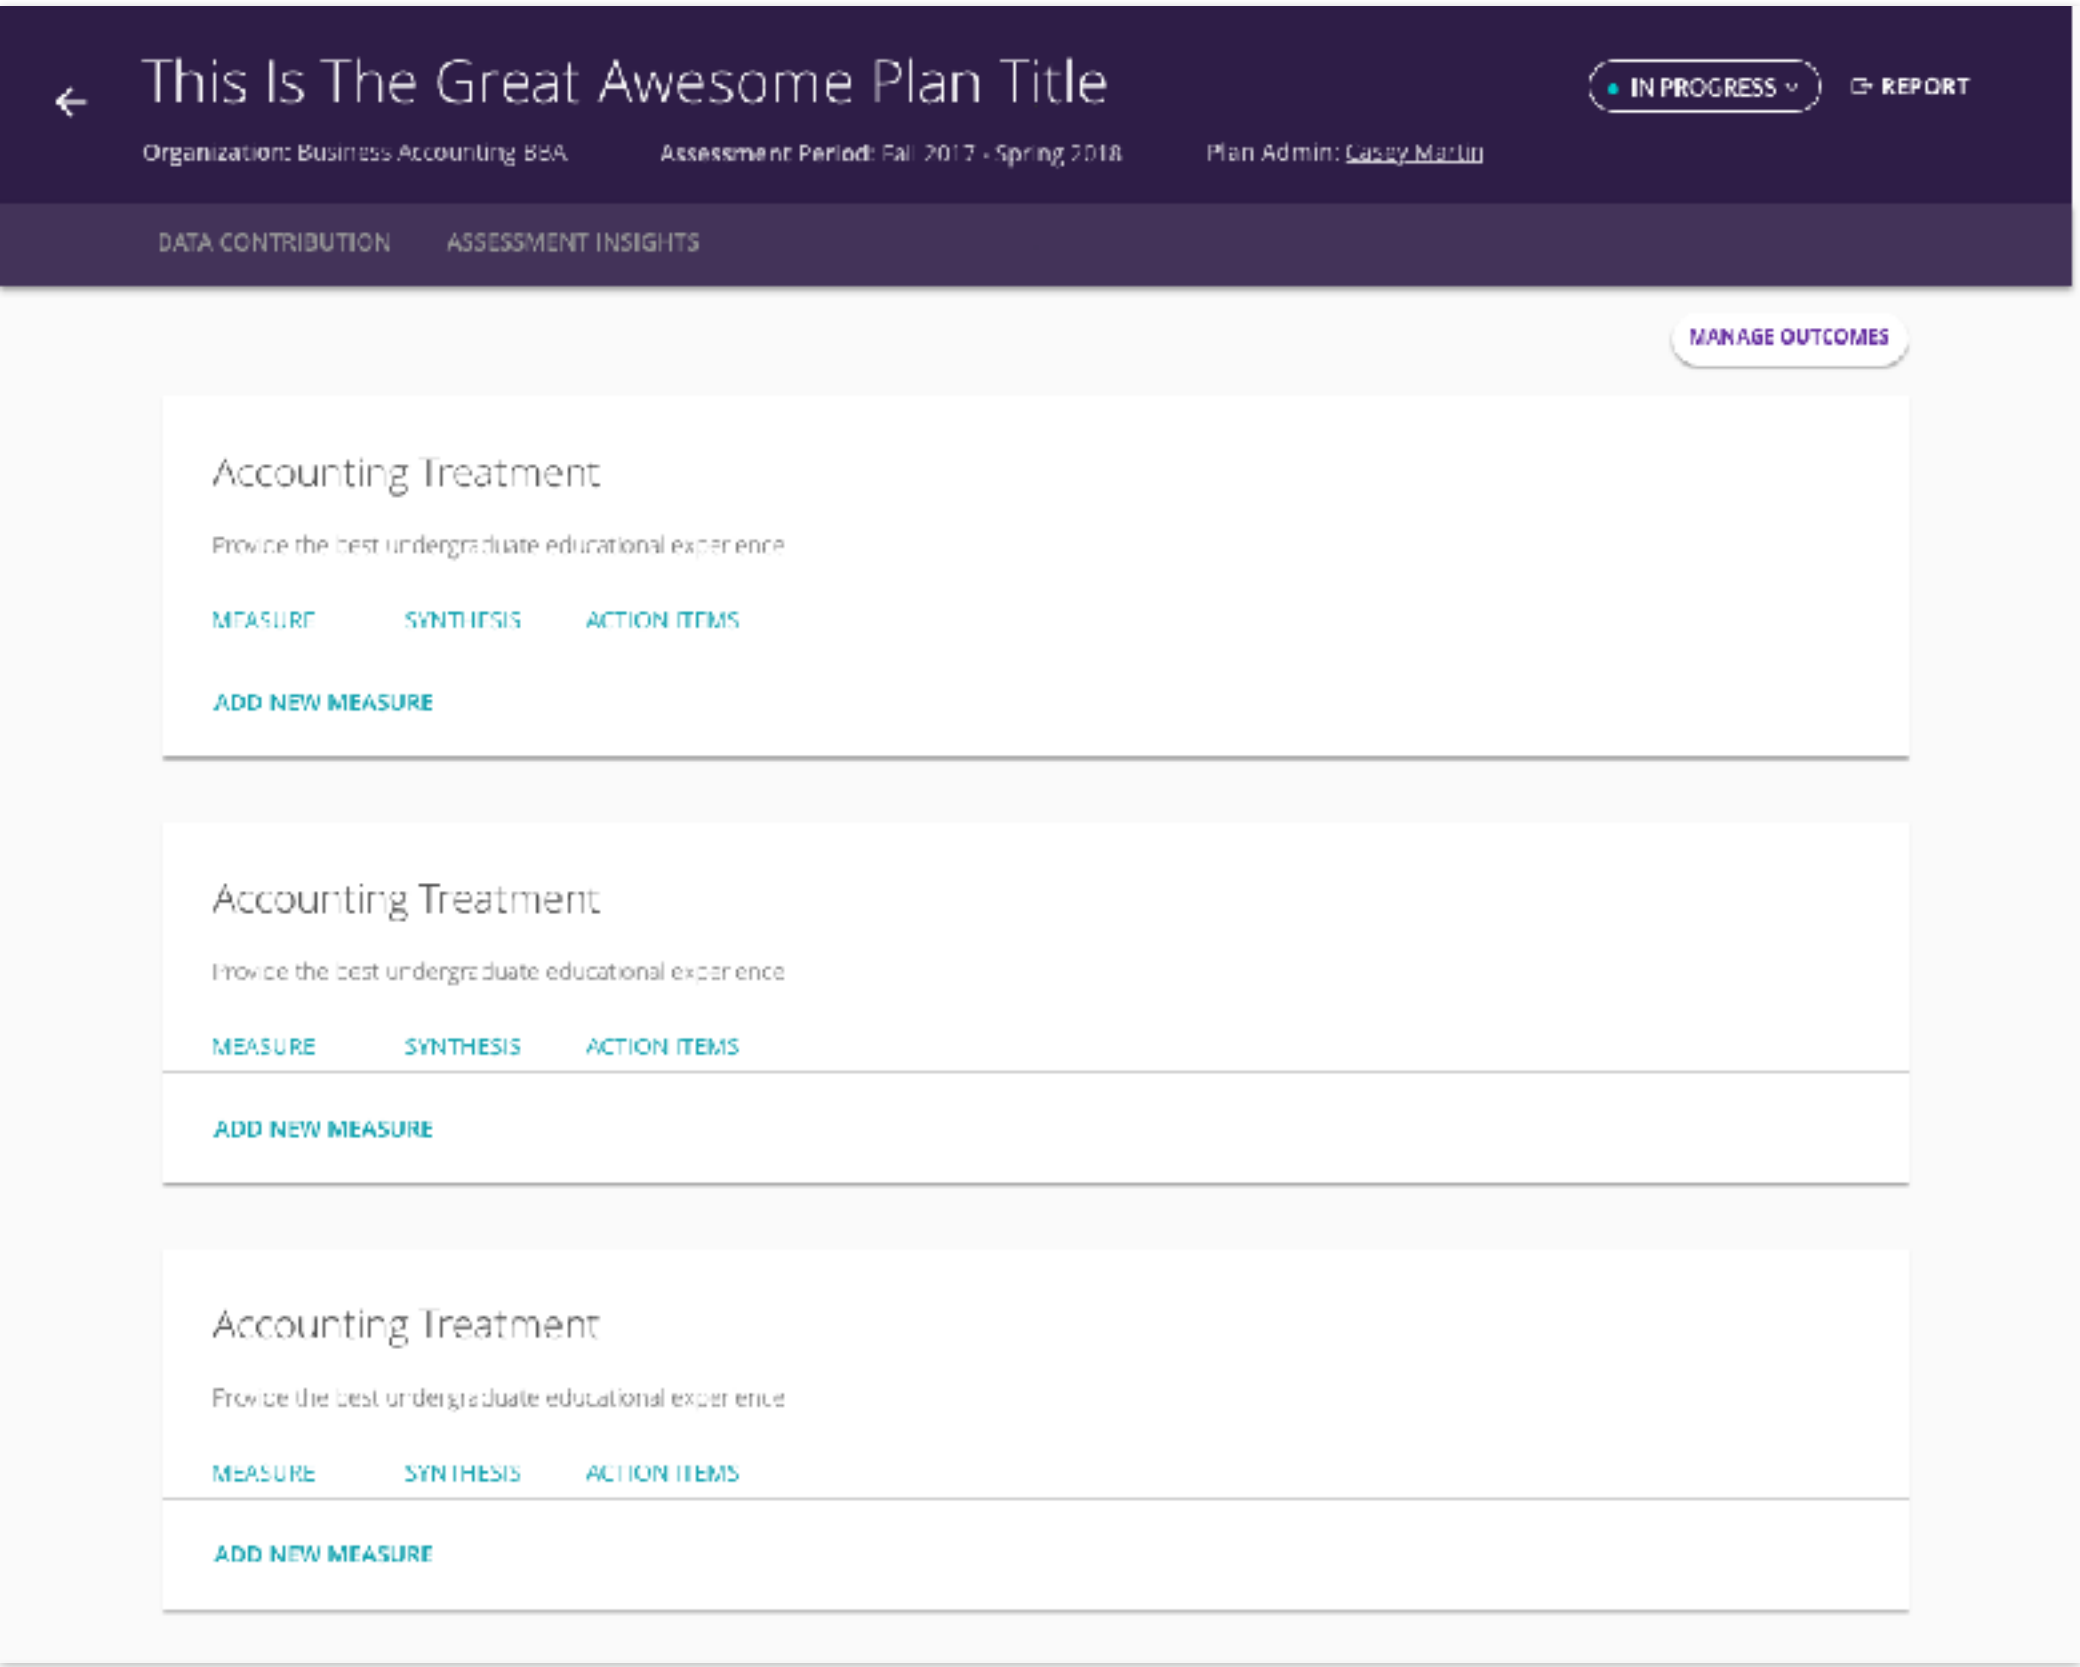 This Is The Great Awesome Plan Title
IN PROGRESS
REPORT
Organization: Business Accounting BBA
Assessment Period: Fall 2017 - Spring 2018
Plan Admin: Casey Martin
DATA CONTRIBUTION
ASSESSMENT INSIGHTS
MANAGE OUTCOMES
Accounting Treatment
Provide the best undergraduate educational experience
MEASURE SYNTHESIS ACTION ITEMS
ADD NEW MEASURE
Accounting Treatment
Provide the best undergraduate educational experience
MEASURE SYNTHESIS ACTION ITEMS
ADD NEW MEASURE
Accounting Treatment
Provide the best undergraduate educational experience
MEASURE SYNTHESIS ACTION ITEMS
ADD NEW MEASURE